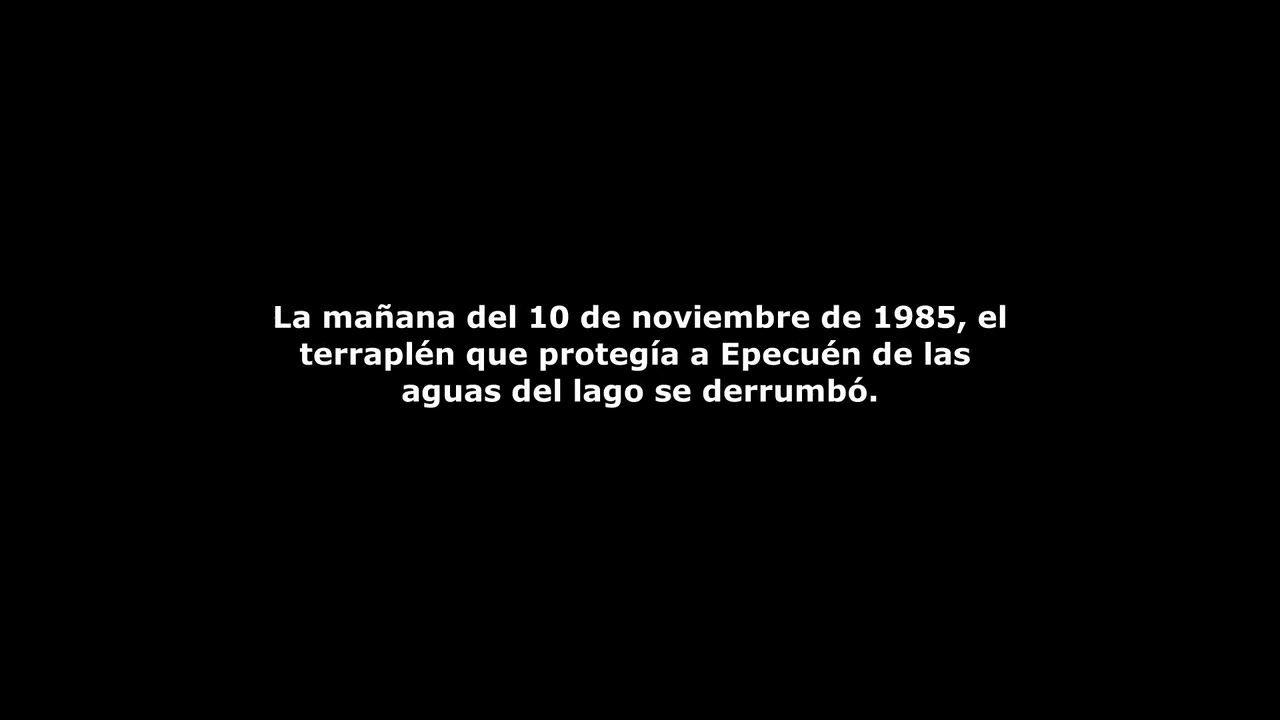 La mañana del 10 de noviembre de 1985, el
terraplén que protegía a Epecuén de las
aguas del lago se derrumbó.